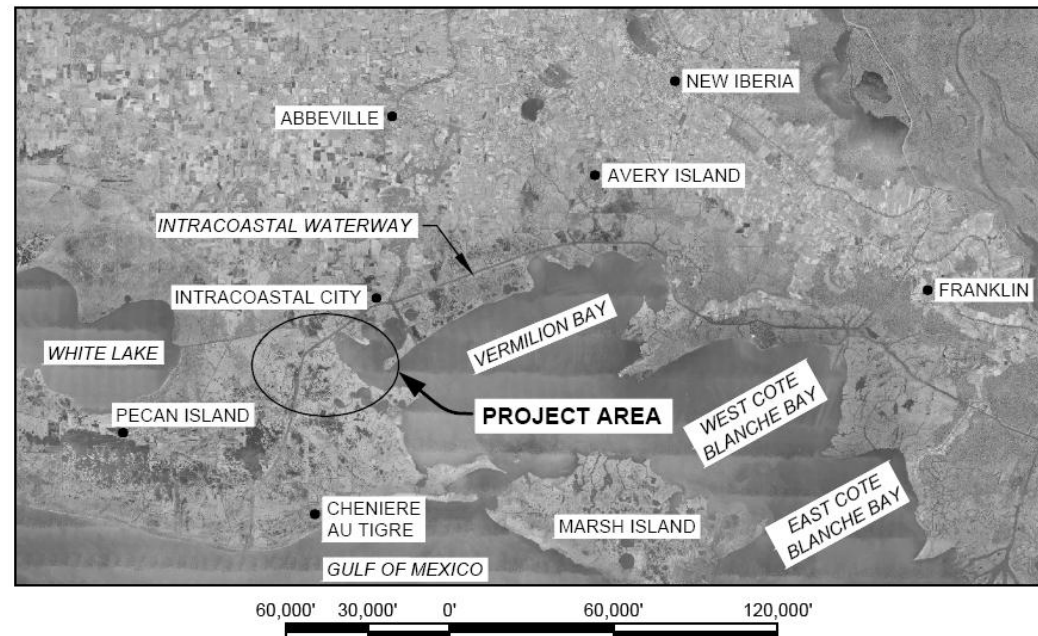 NEW IBERIA
ABBEVILLE
AVERY ISLAND
INTRACOASTAL WATERWAY
INTRACOASTAL CITY
FRANKLIN
VERMILION BAY
WHITE LAKE
PECAN ISLAND
PROJECT AREA
WEST COTE
BLANCHE BAY
CHENIERE
AU TIGRE
MARSH ISLAND
EAST COTE
BLANCHE BAY
GULF OF MEXICO
60,000' 30,000' 0' 60,000' 120,000'